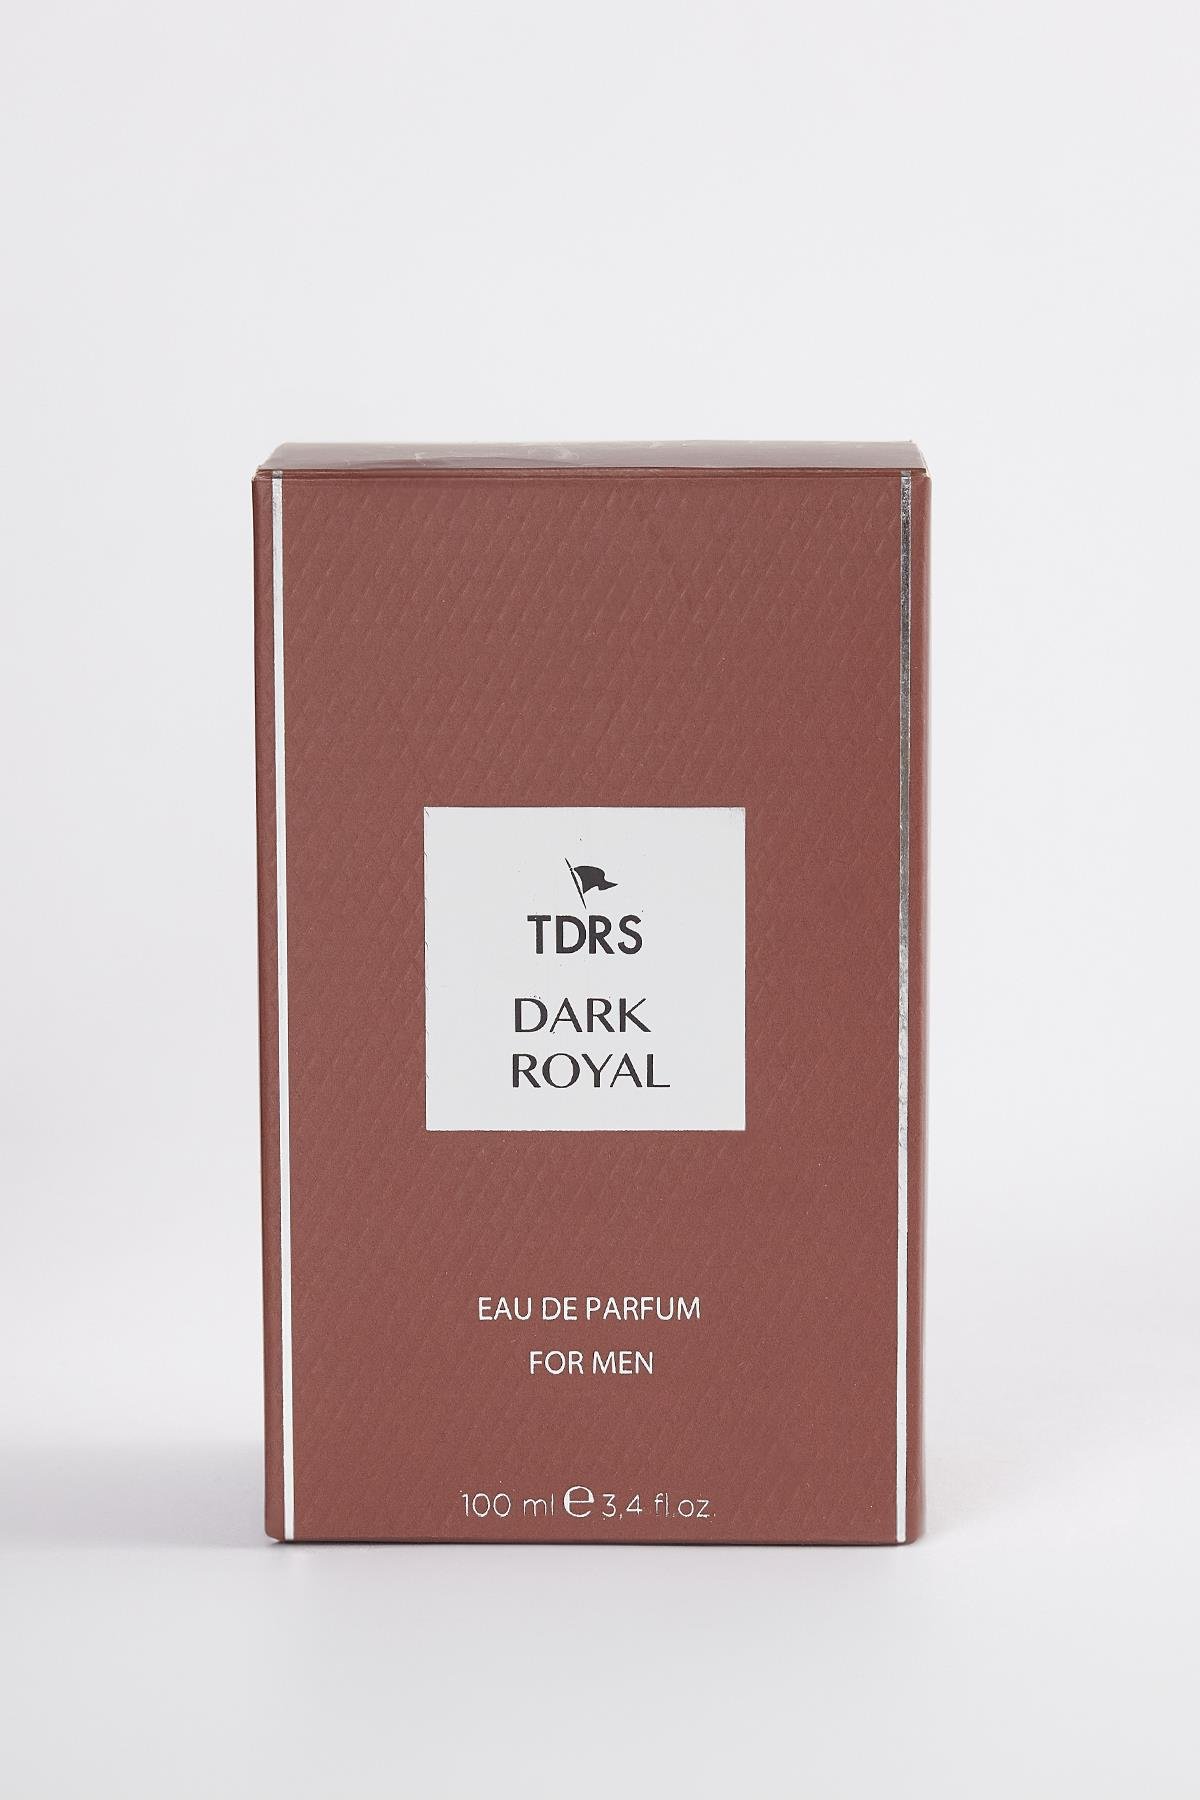 TDRS
DARK
ROYAL
EAU DE PARFUM
FOR MEN
100 ml e 3,4 fl.oz.